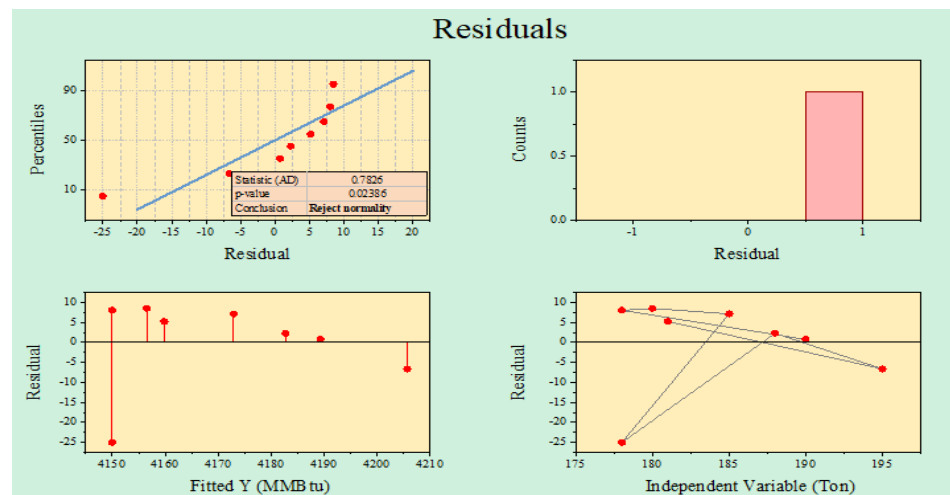 Residuals
Percentiles
90
50
10
Statistic (AD) 0.7826
p-value 0.02386
Conclusion Reject normality
-25 -20 -15 -10 -5 0 5 10 15 20
Residual
Counts
1.0
0.5
0.0
-1 0 1
Residual
Residual
10
5
0
-5
-10
-15
-20
-25
4150 4160 4170 4180 4190 4200 4210
Fitted Y (MMBtu)
Residual
10
5
0
-5
-10
-15
-20
-25
175 180 185 190 195
Independent Variable (Ton)